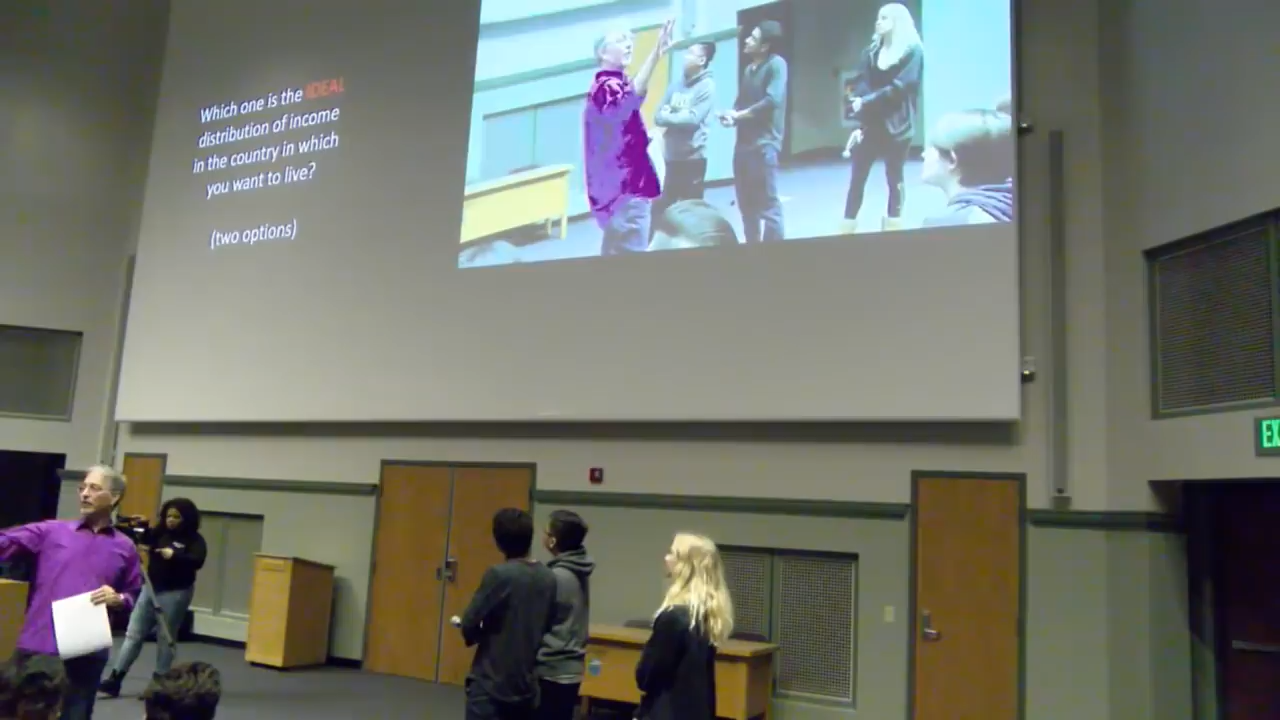 Which one is the IDEAL
distribution of income
in the country in which
you want to live?
(two options)
EX